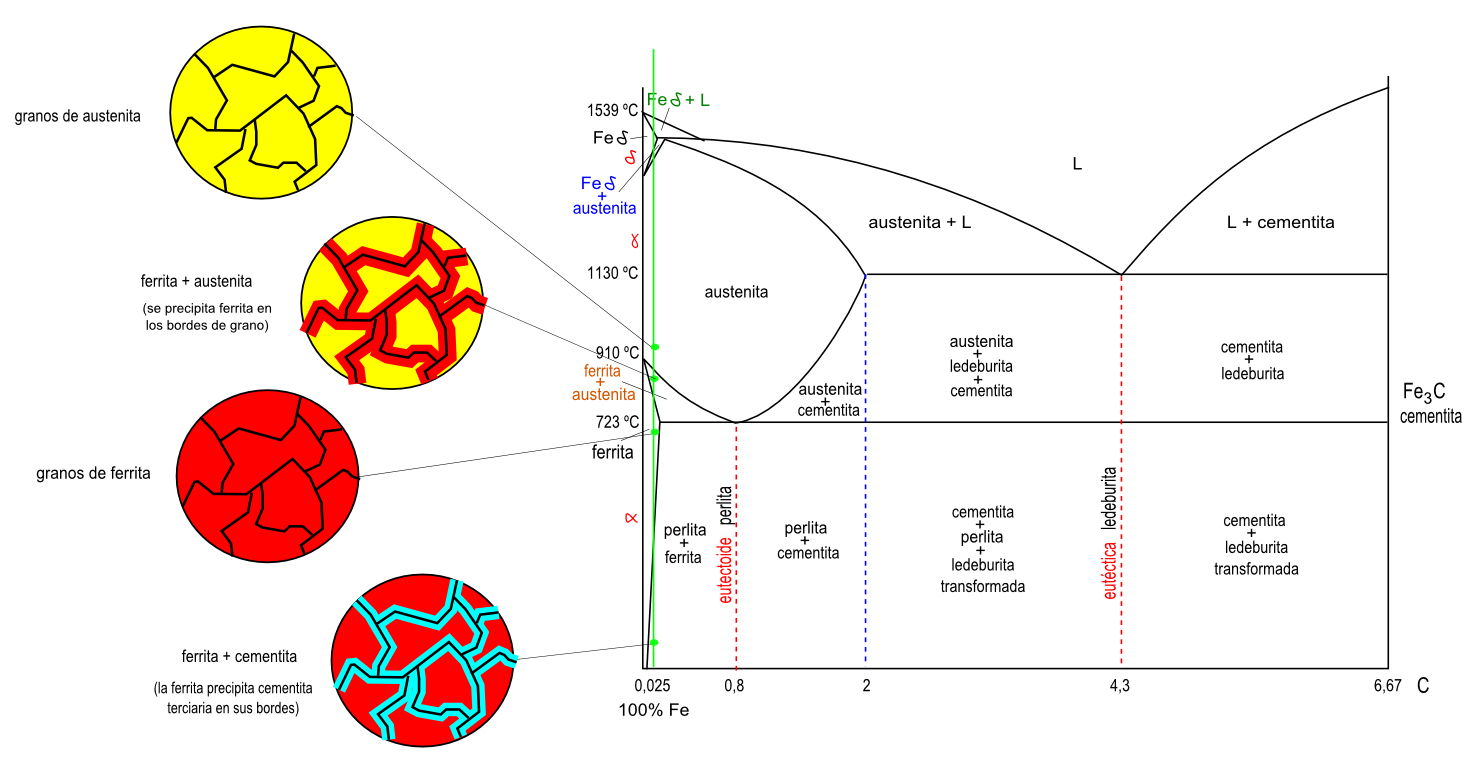 granos de austenita
ferrita + austenita
(se precipita ferrita en
los bordes de grano)
granos de ferrita
ferrita + cementita
(la ferrita precipita cementita
terciaria en sus bordes)
1539 ºC
Fe δ + L
Fe δ
δ
Fe δ
+
austenita
γ
1130 ºC
910 ºC
ferrita
+
austenita
723 ºC
ferrita
α
L
austenita + L
L + cementita
austenita
austenita
+
cementita
austenita
+
ledeburita
+
cementita
cementita
+
ledeburita
Fe3C
cementita
perlita
+
ferrita
eutectoide perlita
perlita
+
cementita
cementita
+
perlita
+
ledeburita
transformada
eutéctica ledeburita
cementita
+
ledeburita
transformada
0,025
0,8
2
4,3
6,67
C
100% Fe